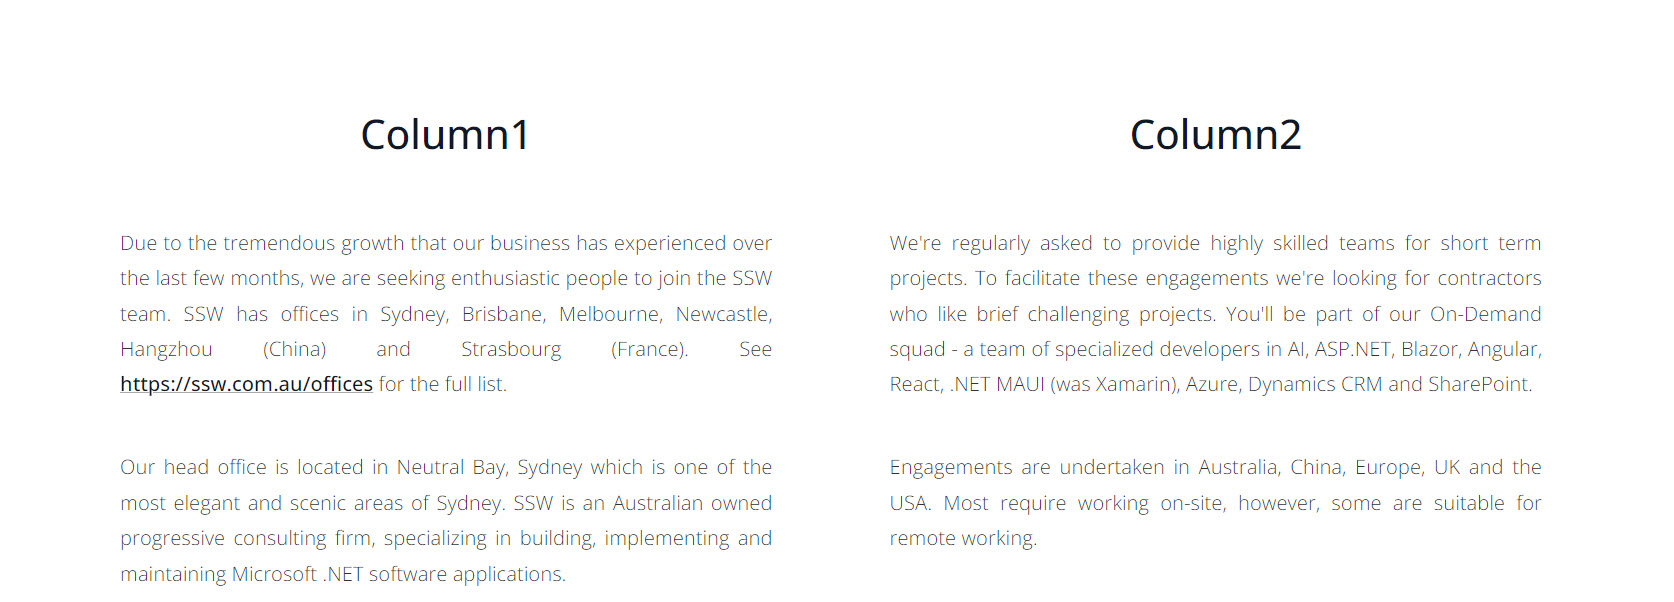 Column1
Due to the tremendous growth that our business has experienced over
the last few months, we are seeking enthusiastic people to join the SSW
team. SSW has offices in Sydney, Brisbane, Melbourne, Newcastle,
Hangzhou (China) and Strasbourg (France). See
https://ssw.com.au/offices for the full list.
Our head office is located in Neutral Bay, Sydney which is one of the
most elegant and scenic areas of Sydney. SSW is an Australian owned
progressive consulting firm, specializing in building, implementing and
maintaining Microsoft .NET software applications.
Column2
We're regularly asked to provide highly skilled teams for short term
projects. To facilitate these engagements we're looking for contractors
who like brief challenging projects. You'll be part of our On-Demand
squad - a team of specialized developers in AI, ASP.NET, Blazor, Angular,
React, .NET MAUI (was Xamarin), Azure, Dynamics CRM and SharePoint.
Engagements are undertaken in Australia, China, Europe, UK and the
USA. Most require working on-site, however, some are suitable for
remote working.